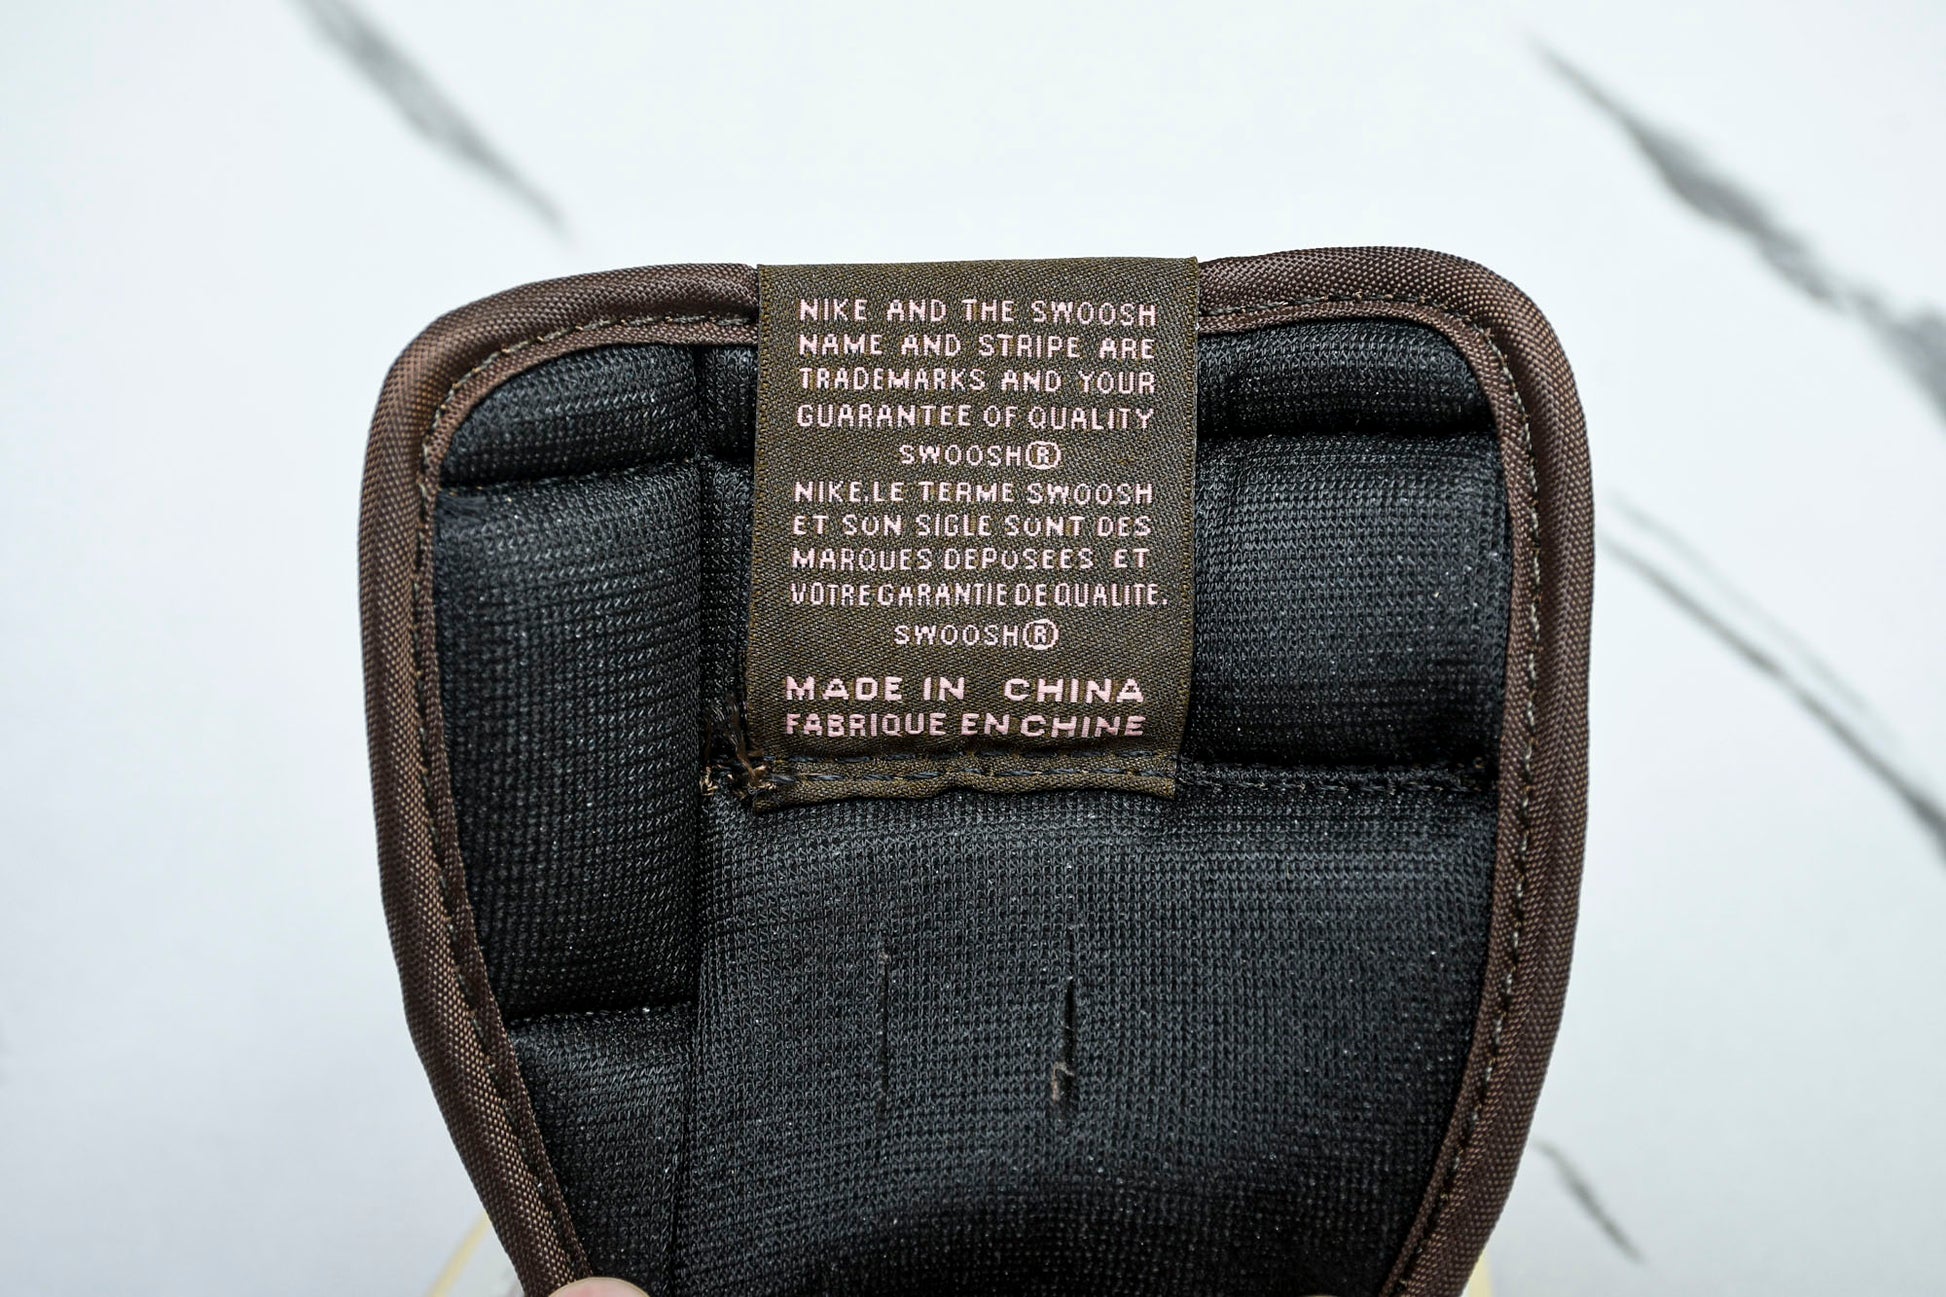 NIKE AND THE SWOOSH
NAME AND STRIPE ARE
TRADEMARKS AND YOUR
GUARANTEE OF QUALITY
SWOOSH®
NIKE.LE TERME SWOOSH
ET SON SIGLE SONT DES
MARQUES DEPOSEES ET
VOTRE GARANTIE DE QUALITE.
SWOOSH®
MADE IN CHINA
FABRIQUE EN CHINE